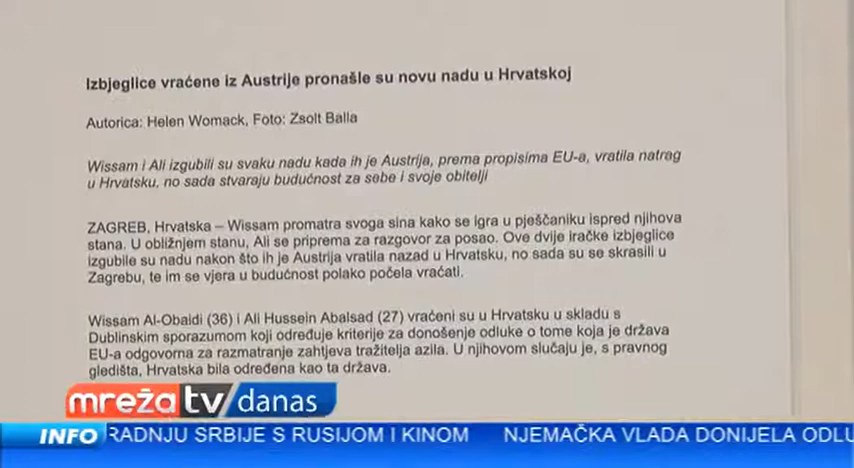 Izbjeglice vraćene iz Austrije pronašle su novu nadu u Hrvatskoj
Autorica: Helen Womack, Foto: Zsolt Balla
Wissam i Ali izgubili su svaku nadu kada ih je Austrija, prema propisima EU-a, vratila natrag
u Hrvatsku, no sada stvaraju budućnost za sebe i svoje obitelji
ZAGREB, Hrvatska – Wissam promatra svoga sina kako se igra u pješčaniku ispred njihova
stana. U obližnjem stanu, Ali se priprema za razgovor za posao. Ove dvije iračke izbjeglice
izgubile su nadu nakon što ih je Austrija vratila nazad u Hrvatsku, no sada su se skrasili u
Zagrebu, te im se vjera u budućnost polako počela vraćati.
Wissam Al-Obaidi (36) i Ali Hussein Abalsad (27) vraćeni su u Hrvatsku u skladu s
Dublinskim sporazumom koji određuje kriterije za donošenje odluke o tome koja je država
EU-a odgovorna za razmatranje zahtjeva tražitelja azila. U njihovom slučaju je, s pravnog
gledišta, Hrvatska bila određena kao ta država.
mreža tv danas
INFO RADNJU SRBIJE S RUSIJOM I KINOM NJEMAČKA VLADA DONIJELA ODLU